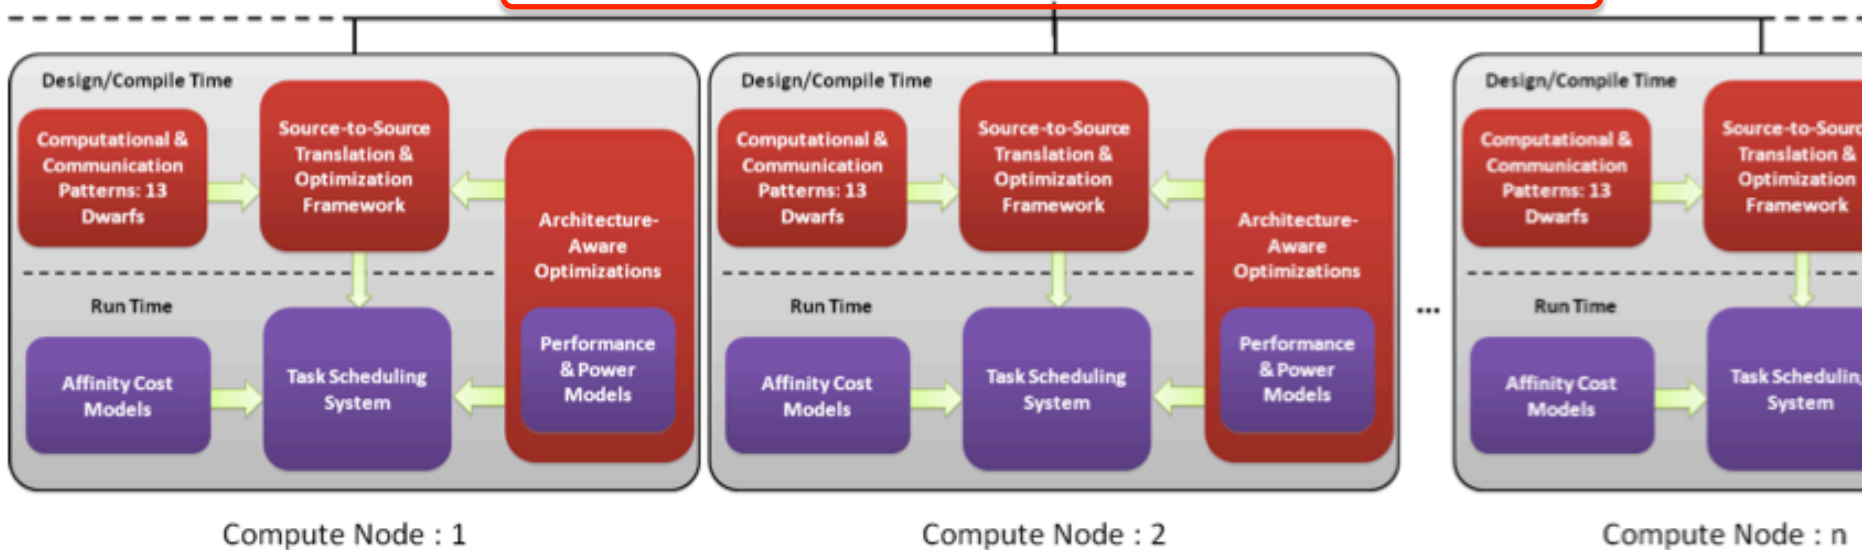 Design/Compile Time
Computational &
Communication
Patterns: 13
Dwarfs
Source-to-Source
Translation &
Optimization
Framework
Architecture-
Aware
Optimizations
Run Time
Affinity Cost
Models
Task Scheduling
System
Performance
& Power
Models
Compute Node : 1
Design/Compile Time
Computational &
Communication
Patterns: 13
Dwarfs
Source-to-Source
Translation &
Optimization
Framework
Architecture-
Aware
Optimizations
Run Time
Affinity Cost
Models
Task Scheduling
System
Performance
& Power
Models
Compute Node : 2
...
Design/Compile Time
Computational &
Communication
Patterns: 13
Dwarfs
Translation &
Optimization
Framework
Run Time
Affinity Cost
Models
Task
System
Compute Node : n